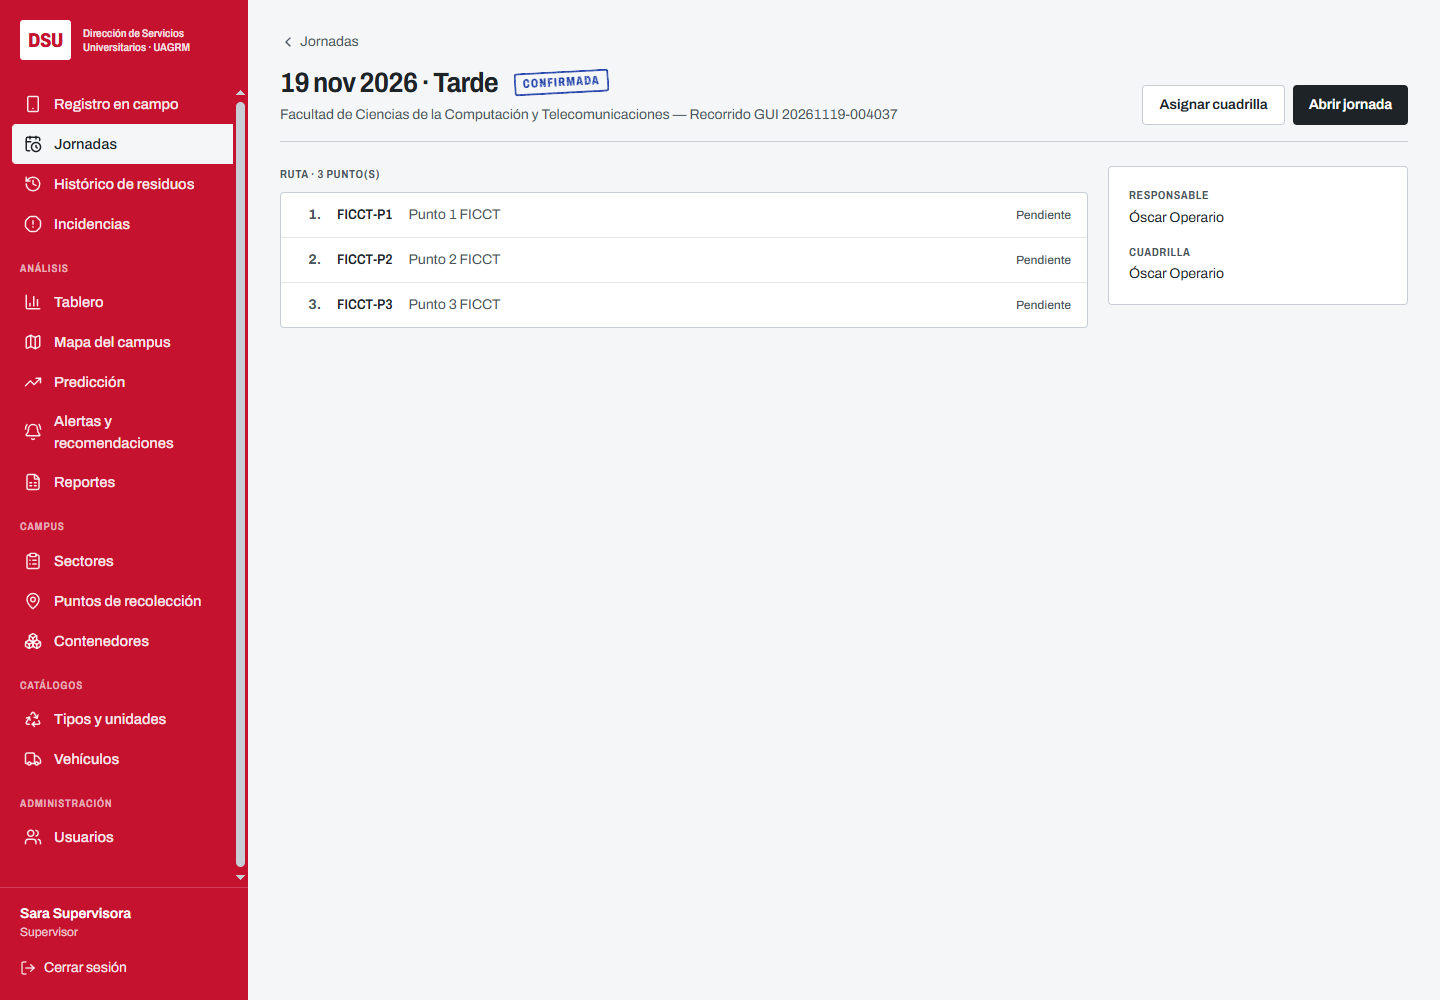 DSU
Dirección de Servicios
Universitarios · UAGRM
Registro en campo
Jornadas
Histórico de residuos
Incidencias
ANÁLISIS
Tablero
Mapa del campus
Predicción
Alertas y
recomendaciones
Reportes
CAMPUS
Sectores
Puntos de recolección
Contenedores
CATÁLOGOS
Tipos y unidades
Vehículos
ADMINISTRACIÓN
Usuarios
Sara Supervisora
Supervisor
Cerrar sesión
Jornadas
19 nov 2026 · Tarde CONFIRMADA
Facultad de Ciencias de la Computación y Telecomunicaciones — Recorrido GUI 20261119-004037
Asignar cuadrilla Abrir jornada
RUTA · 3 PUNTO(S)
1. FICCT-P1 Punto 1 FICCT Pendiente
2. FICCT-P2 Punto 2 FICCT Pendiente
3. FICCT-P3 Punto 3 FICCT Pendiente
RESPONSABLE
Óscar Operario
CUADRILLA
Óscar Operario